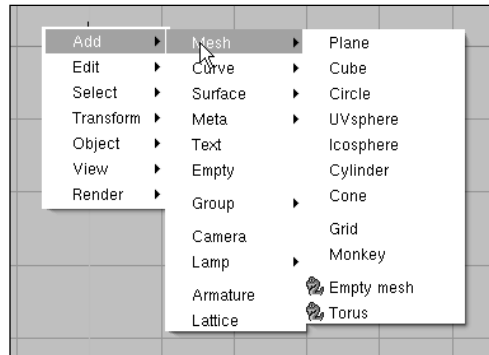 Add
Edit
Select
Transform
Object
View
Render
Mesh
Curve
Surface
Meta
Text
Empty
Group
Camera
Lamp
Armature
Lattice
Plane
Cube
Circle
UVsphere
Icosphere
Cylinder
Cone
Grid
Monkey
Empty mesh
Torus